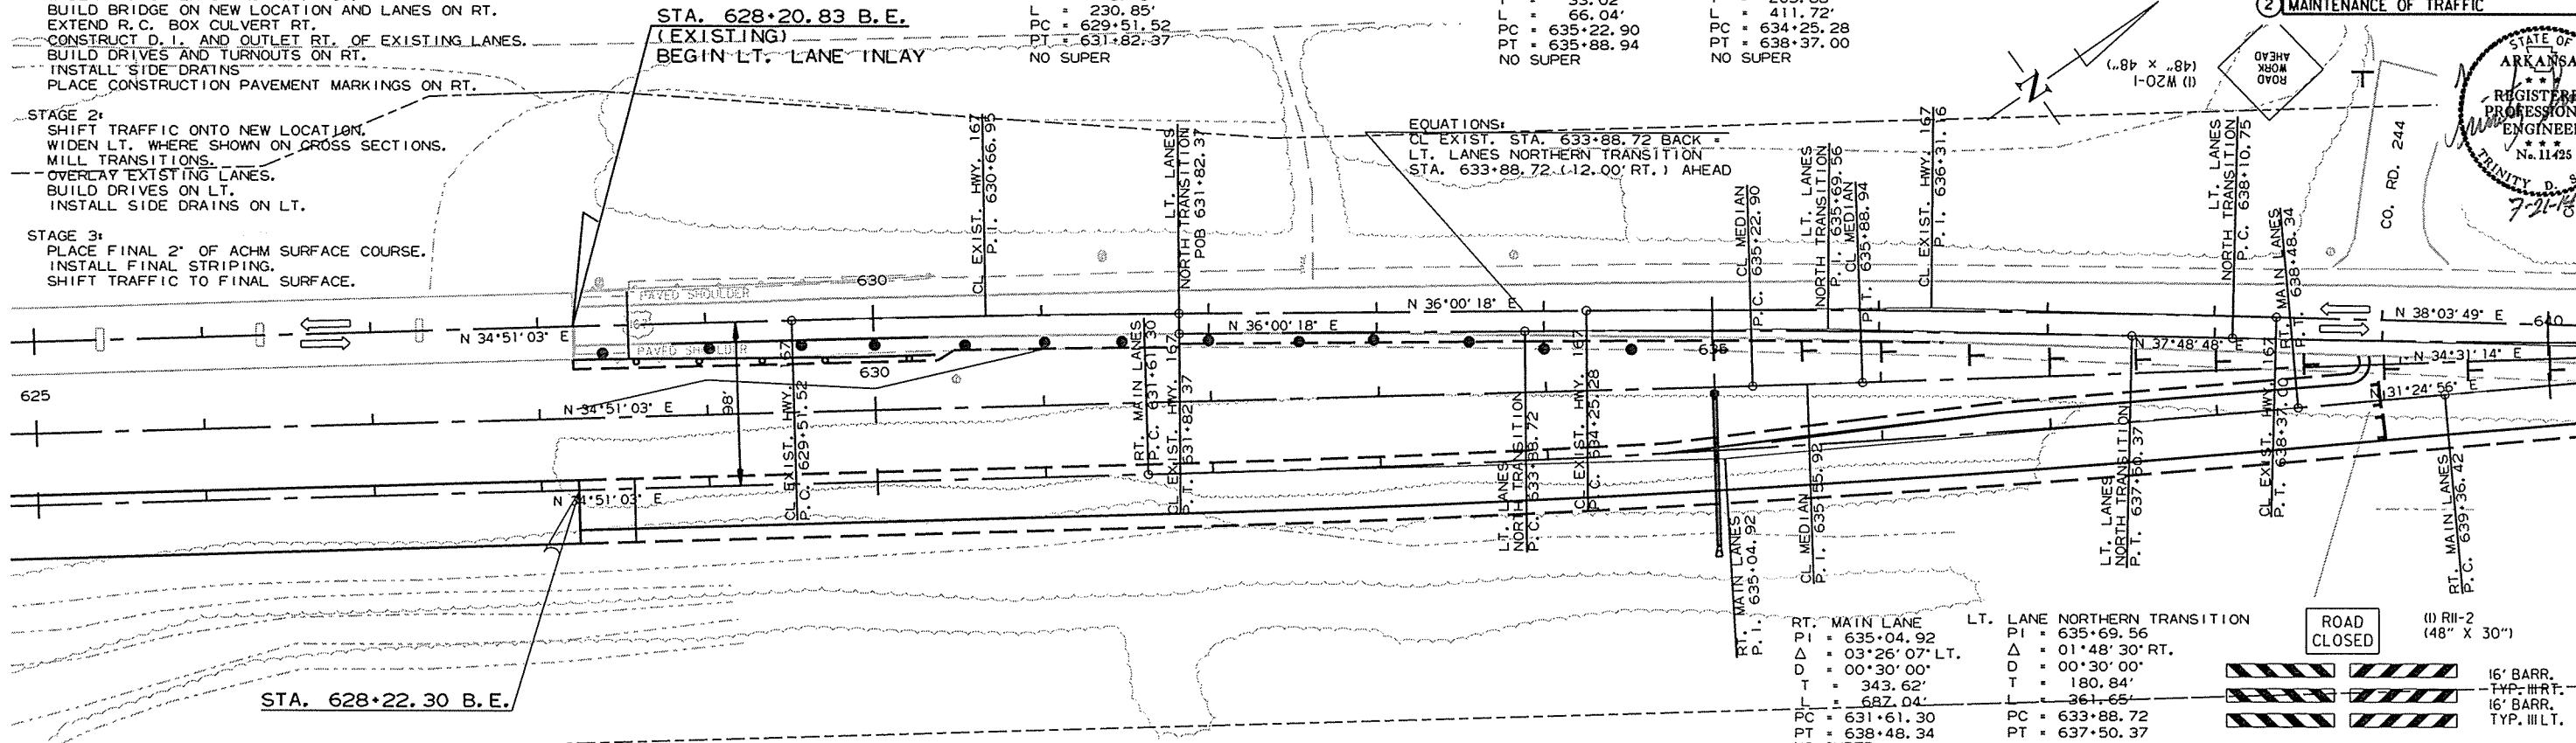 BUILD BRIDGE ON NEW LOCATION AND LANES ON RT.
EXTEND R.C. BOX CULVERT RT.
CONSTRUCT D.I. AND OUTLET RT. OF EXISTING LANES.
BUILD DRIVES AND TURNOUTS ON RT.
INSTALL SIDE DRAINS
PLACE CONSTRUCTION PAVEMENT MARKINGS ON RT.
STAGE 2:
SHIFT TRAFFIC ONTO NEW LOCATION.
WIDEN LT. WHERE SHOWN ON CROSS SECTIONS.
MILL TRANSITIONS.
OVERLAY EXISTING LANES.
BUILD DRIVES ON LT.
INSTALL SIDE DRAINS ON LT.
STAGE 3:
PLACE FINAL 2" OF ACHM SURFACE COURSE.
INSTALL FINAL STRIPING.
SHIFT TRAFFIC TO FINAL SURFACE.
STA. 628+20.83 B.E.
(EXISTING)
BEGIN LT. LANE INLAY
L = 230.85'
PC = 629+51.52
PT = 631+82.37
NO SUPER
L = 66.04'
PC = 635+22.90
PT = 635+88.94
NO SUPER
L = 411.72'
PC = 634+25.28
PT = 638+37.00
NO SUPER
2 MAINTENANCE OF TRAFFIC
(1) W20-1
(48" X 48")
ROAD
WORK
AHEAD
N
CO. RD. 244
STATE OF
ARKANSA
REGISTERE
PROFESSION
ENGINEER
No. 11425
TRINITY D.
EQUATIONS:
CL EXIST. STA. 633+88.72 BACK =
LT. LANES NORTHERN TRANSITION
STA. 633+88.72 (12.00' RT.) AHEAD
CL EXIST. HWY. 167
P.I. 630+66.95
LT. LANES
NORTH TRANSITION
POB 631+82.37
CL MEDIAN
P.C. 635+22.90
LT. LANES
NORTH TRANSITION
P.I. 635+69.56
CL MEDIAN
P.T. 635+88.94
CL EXIST. HWY. 167
P.I. 636+31.16
LT. LANES
NORTH TRANSITION
P.C. 638+10.75
RT. MAIN LANES
P.T. 638+48.34
PAVED SHOULDER
630
PAVED SHOULDER
630
625
635
640
N 34°51'03" E
N 36°00'18" E
N 36°00'18" E
N 38°03'49" E
N 37°48'48" E
N 34°31'14" E
N 31°24'56" E
N 34°51'03" E
N 34°51'03" E
98'
CL EXIST. HWY. 167
P.C. 629+51.52
RT. MAIN LANES
P.C. 631+61.30
CL EXIST. HWY. 167
P.T. 631+82.37
LT. LANES
NORTH TRANSITION
P.C. 633+88.72
CL EXIST. HWY. 167
P.C. 634+25.28
RT. MAIN LANES
P.I. 635+04.92
CL MEDIAN
P.I. 635+55.92
LT. LANES
NORTH TRANSITION
P.T. 637+50.37
CL EXIST. HWY. 167
P.T. 638+37.00
RT. MAIN LANES
P.C. 639+36.42
STA. 628+22.30 B.E.
RT. MAIN LANE
PI = 635+04.92
Δ = 03°26'07" LT.
D = 00°30'00"
T = 343.62'
L = 687.04'
PC = 631+61.30
PT = 638+48.34
LT. LANE NORTHERN TRANSITION
PI = 635+69.56
Δ = 01°48'30" RT.
D = 00°30'00"
T = 180.84'
L = 361.65'
PC = 633+88.72
PT = 637+50.37
ROAD
CLOSED
(1) R11-2
(48" X 30")
16' BARR.
TYP. III RT.
16' BARR.
TYP. III LT.